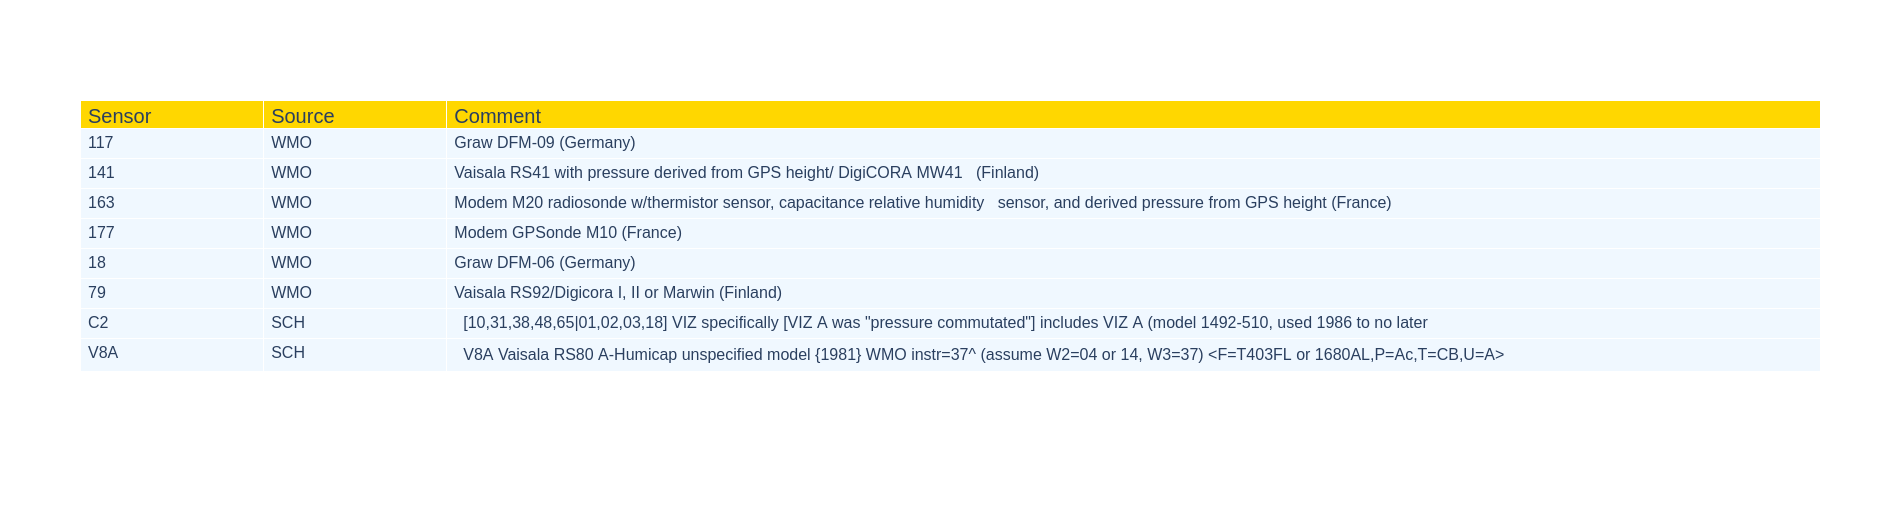 Sensor Source Comment
117 WMO Graw DFM-09 (Germany)
141 WMO Vaisala RS41 with pressure derived from GPS height/ DigiCORA MW41   (Finland)
163 WMO Modem M20 radiosonde w/thermistor sensor, capacitance relative humidity   sensor, and derived pressure from GPS height (France)
177 WMO Modem GPSonde M10 (France)
18 WMO Graw DFM-06 (Germany)
79 WMO Vaisala RS92/Digicora I, II or Marwin (Finland)
C2 SCH [10,31,38,48,65|01,02,03,18] VIZ specifically [VIZ A was "pressure commutated"] includes VIZ A (model 1492-510, used 1986 to no later
V8A SCH V8A Vaisala RS80 A-Humicap unspecified model {1981} WMO instr=37^ (assume W2=04 or 14, W3=37) <F=T403FL or 1680AL,P=Ac,T=CB,U=A>